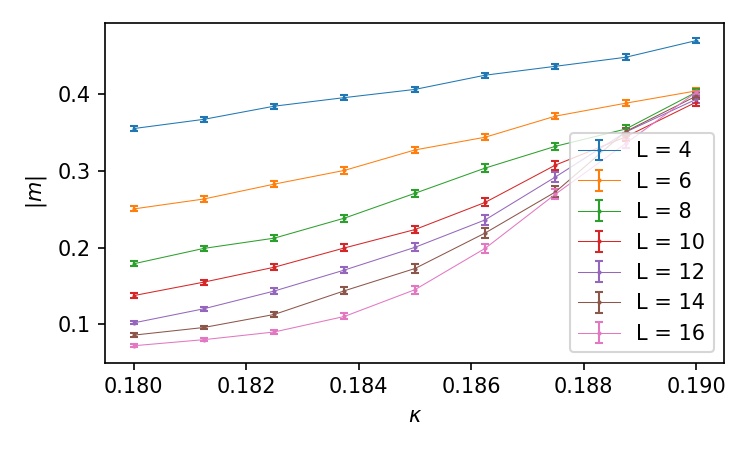 |m|
0.4
0.3
0.2
0.1
L = 4
L = 6
L = 8
L = 10
L = 12
L = 14
L = 16
0.180 0.182 0.184 0.186 0.188 0.190
κ